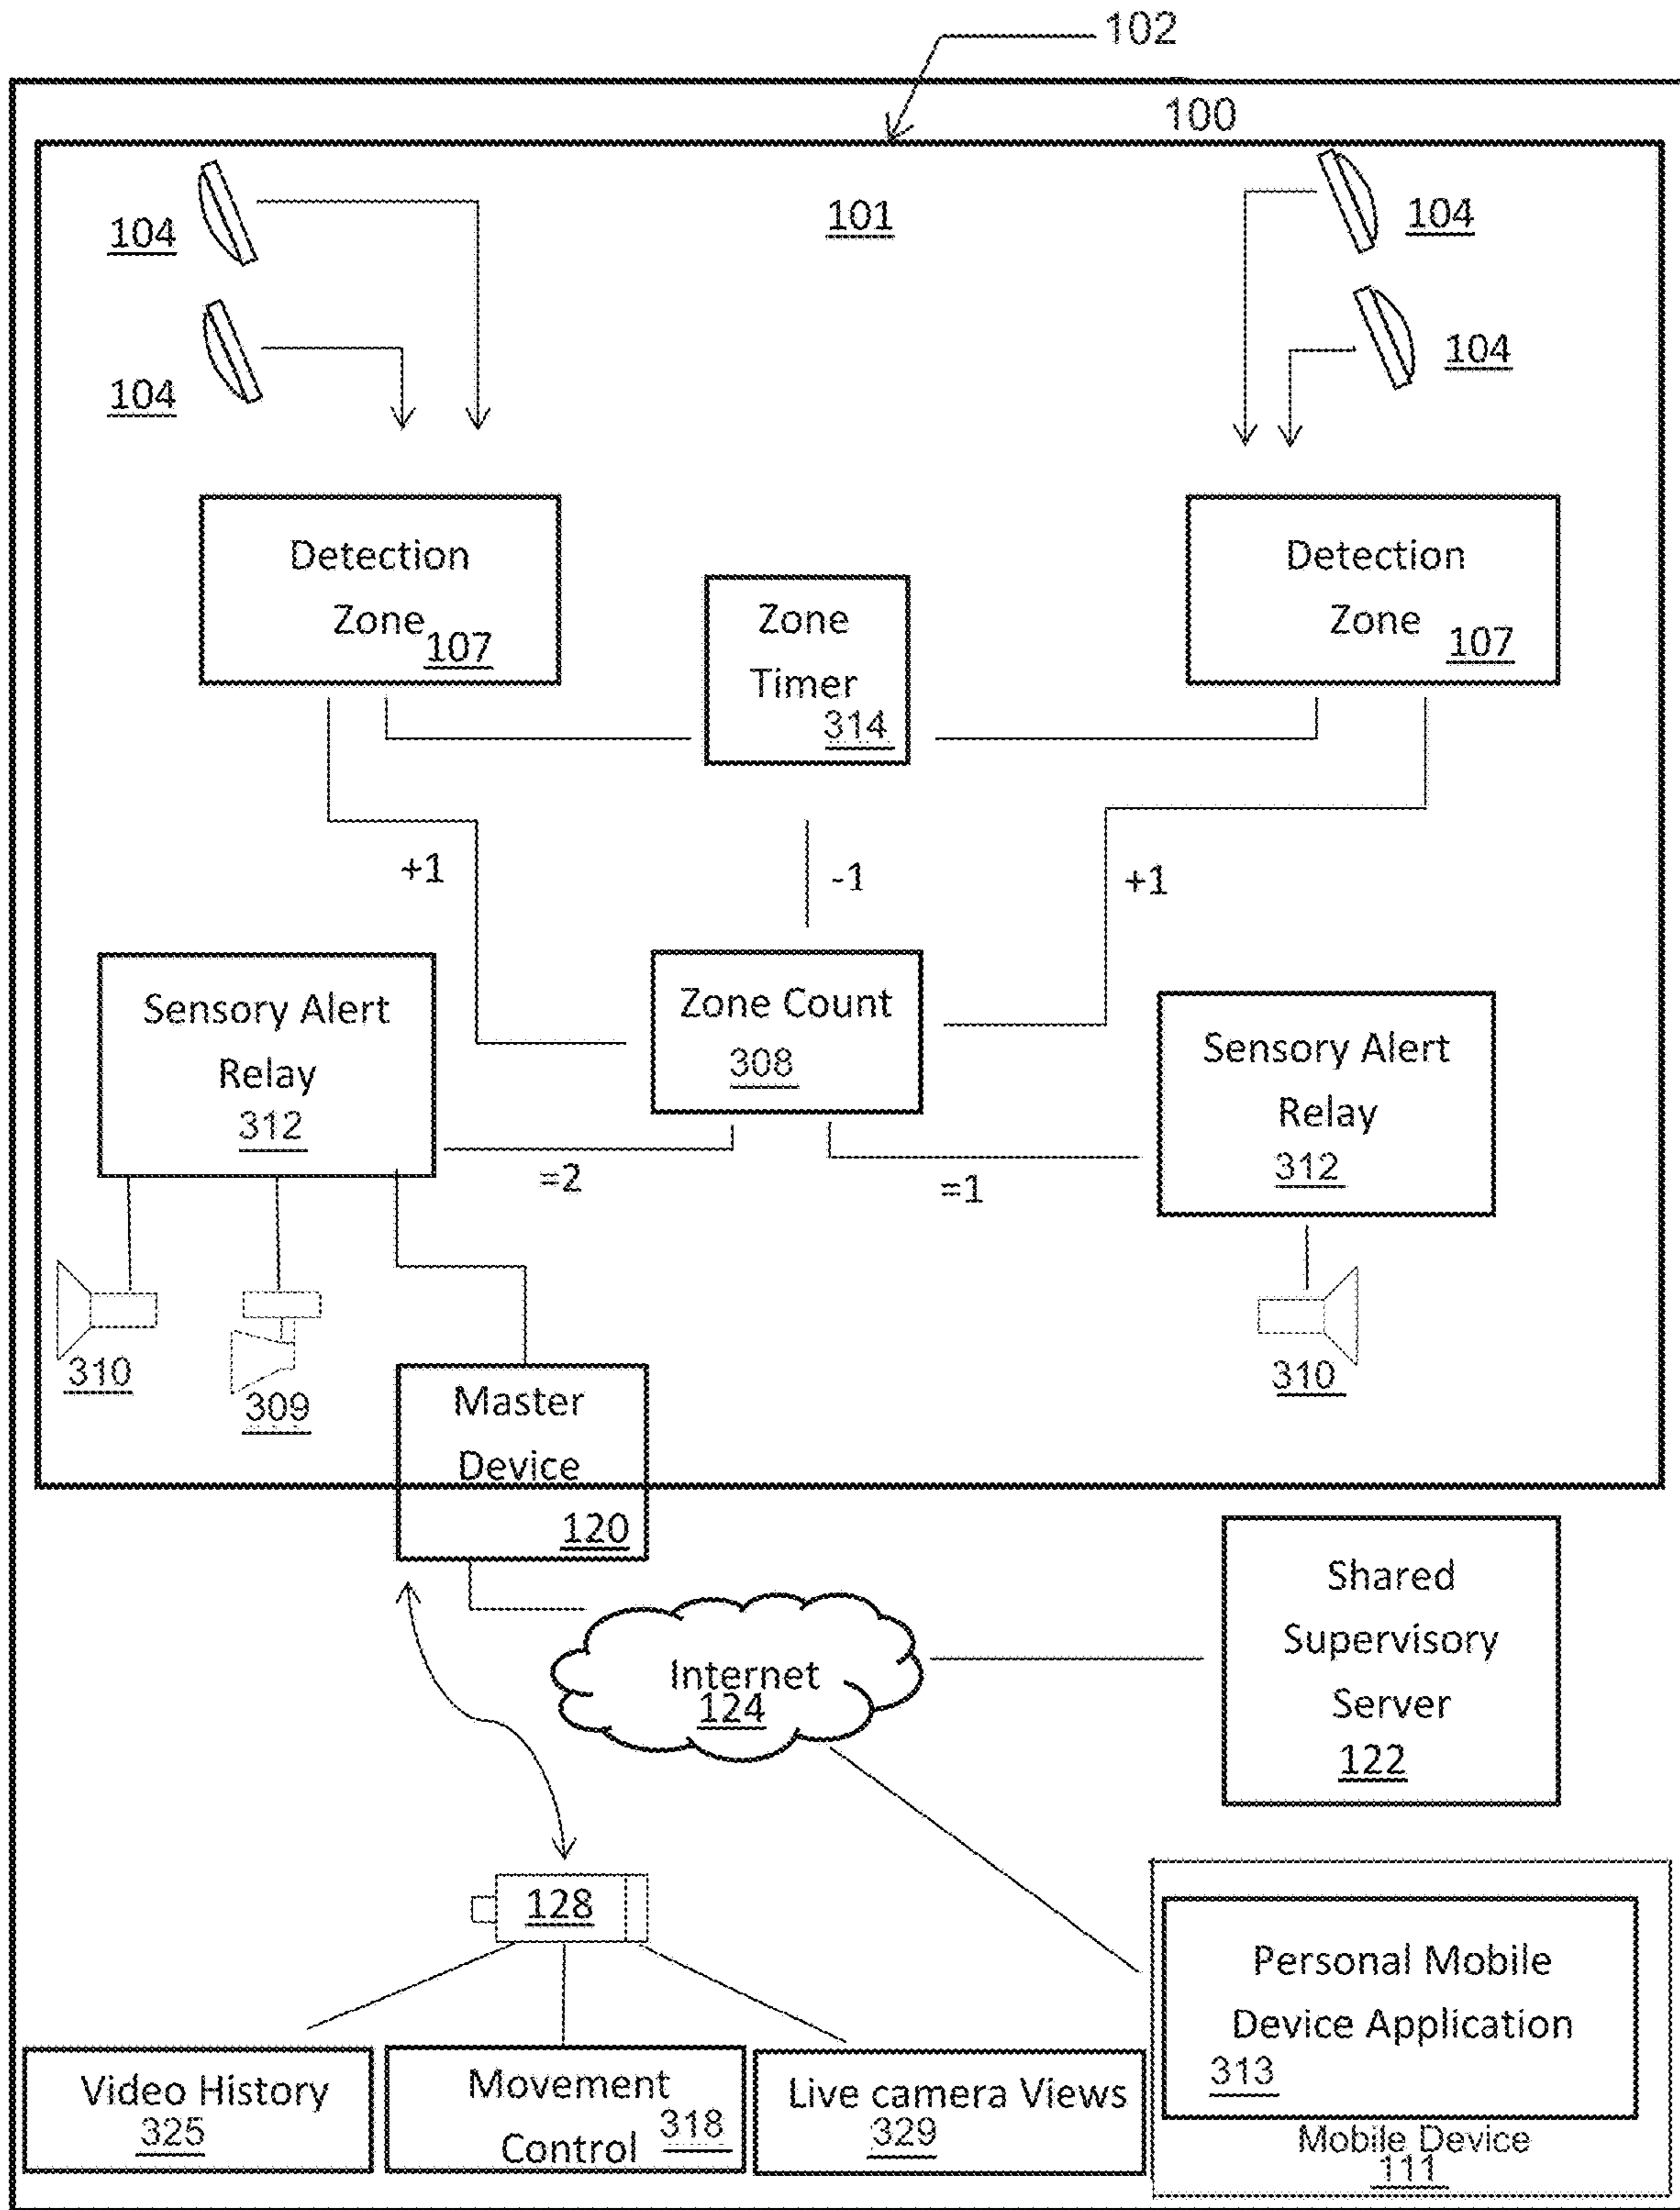 102
100
101
104
104
104
104
Detection
Zone
107
Zone
Timer
314
Detection
Zone
107
+1
-1
+1
Sensory Alert
Relay
312
Zone Count
308
Sensory Alert
Relay
312
=2
=1
310
309
310
Master
Device
120
Internet
124
Shared
Supervisory
Server
122
128
Personal Mobile
Device Application
313
Mobile Device
111
Video History
325
Movement
Control
318
Live camera Views
329